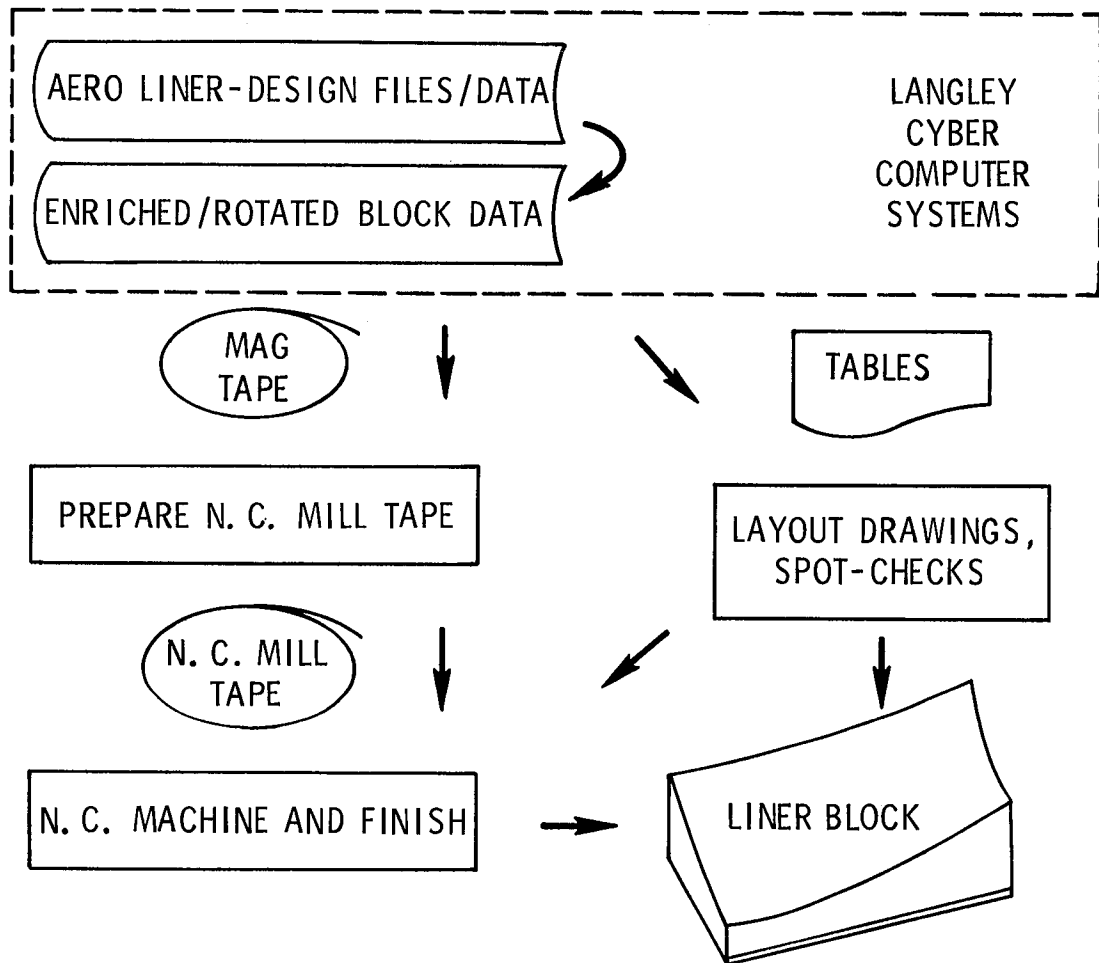 AERO LINER-DESIGN FILES/DATA
ENRICHED/ROTATED BLOCK DATA
LANGLEY
CYBER
COMPUTER
SYSTEMS
MAG
TAPE
TABLES
PREPARE N. C. MILL TAPE
LAYOUT DRAWINGS,
SPOT-CHECKS
N. C. MILL
TAPE
N. C. MACHINE AND FINISH
LINER BLOCK